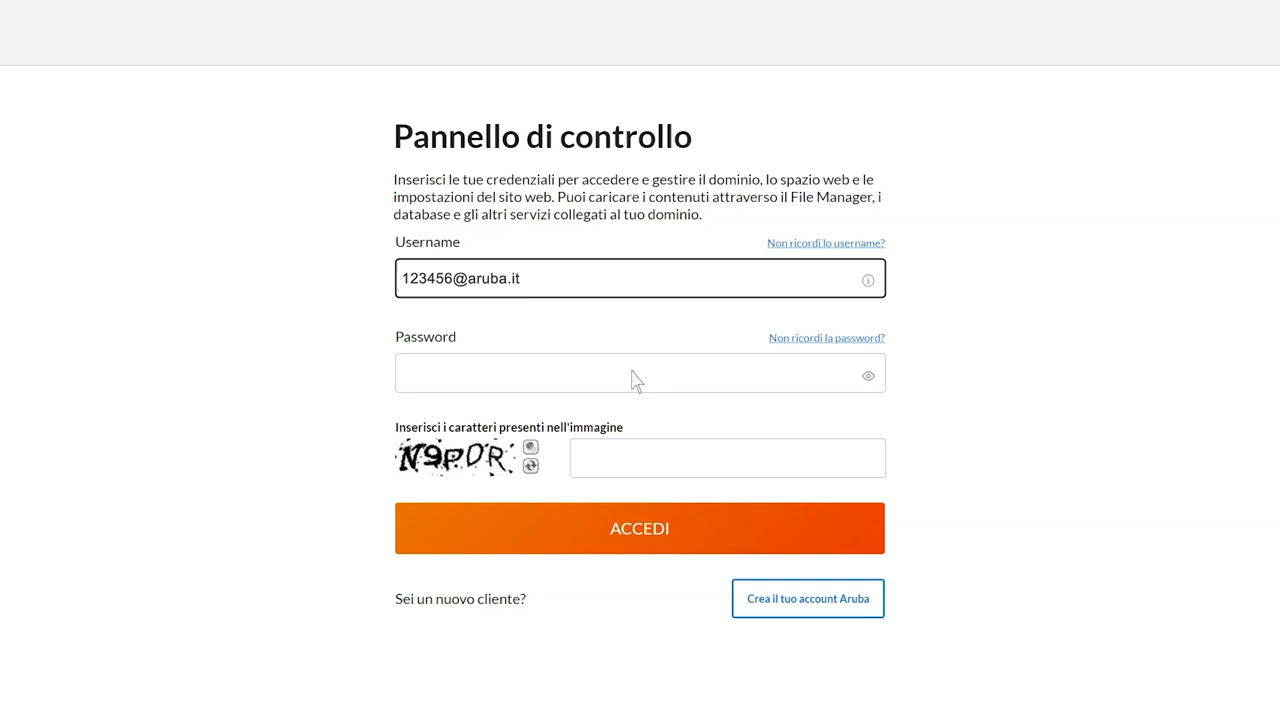 Pannello di controllo
Inserisci le tue credenziali per accedere e gestire il dominio, lo spazio web e le
impostazioni del sito web. Puoi caricare i contenuti attraverso il File Manager, i
database e gli altri servizi collegati al tuo dominio.
Username
Non ricordi lo username?
123456@aruba.it
Password
Non ricordi la password?
Inserisci i caratteri presenti nell'immagine
N9PDR
ACCEDI
Sei un nuovo cliente?
Crea il tuo account Aruba